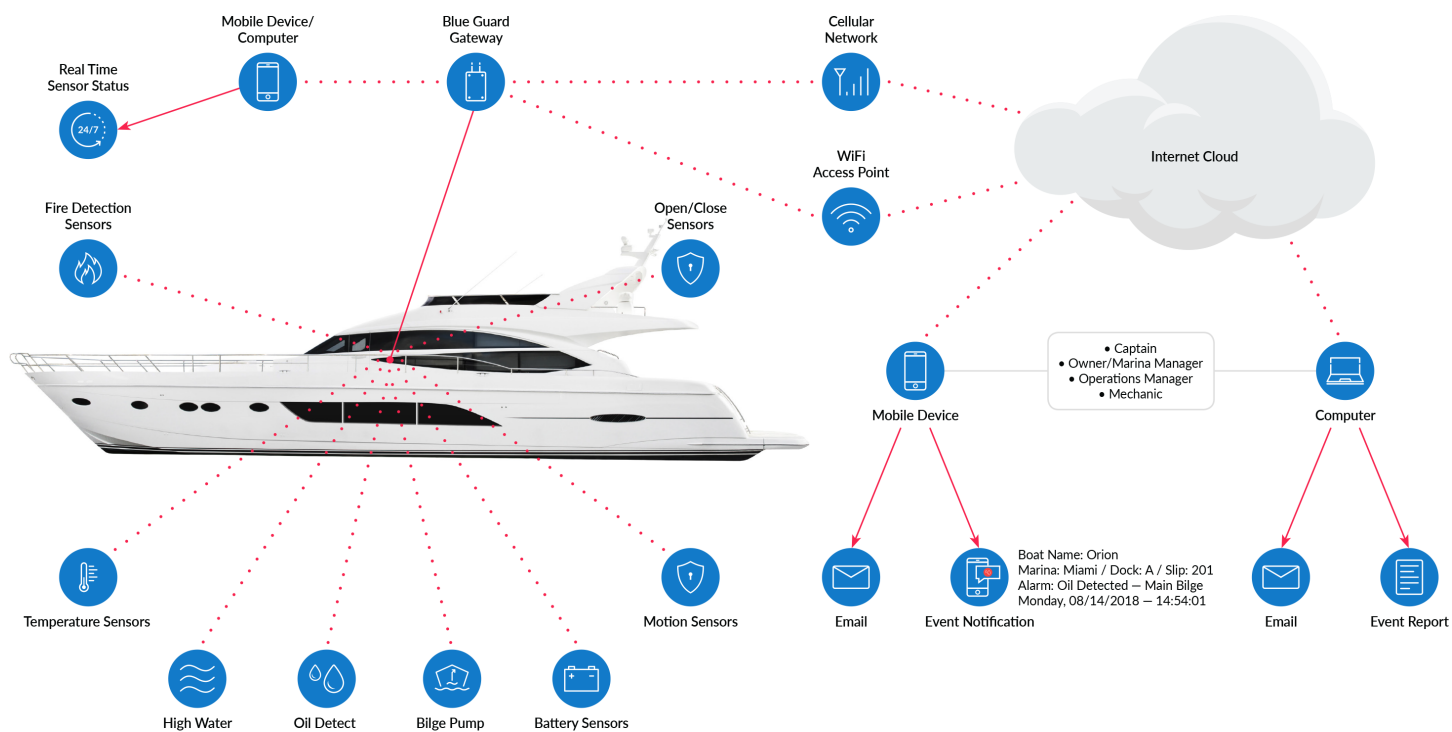 Mobile Device/
Computer
Blue Guard
Gateway
Cellular
Network
Real Time
Sensor Status
24/7
Internet Cloud
WiFi
Access Point
Fire Detection
Sensors
Open/Close
Sensors
• Captain
• Owner/Marina Manager
• Operations Manager
• Mechanic
Mobile Device
Computer
Boat Name: Orion
Marina: Miami / Dock: A / Slip: 201
Alarm: Oil Detected — Main Bilge
Monday, 08/14/2018 — 14:54:01
Temperature Sensors
Motion Sensors
Email
Event Notification
Email
Event Report
High Water
Oil Detect
Bilge Pump
Battery Sensors